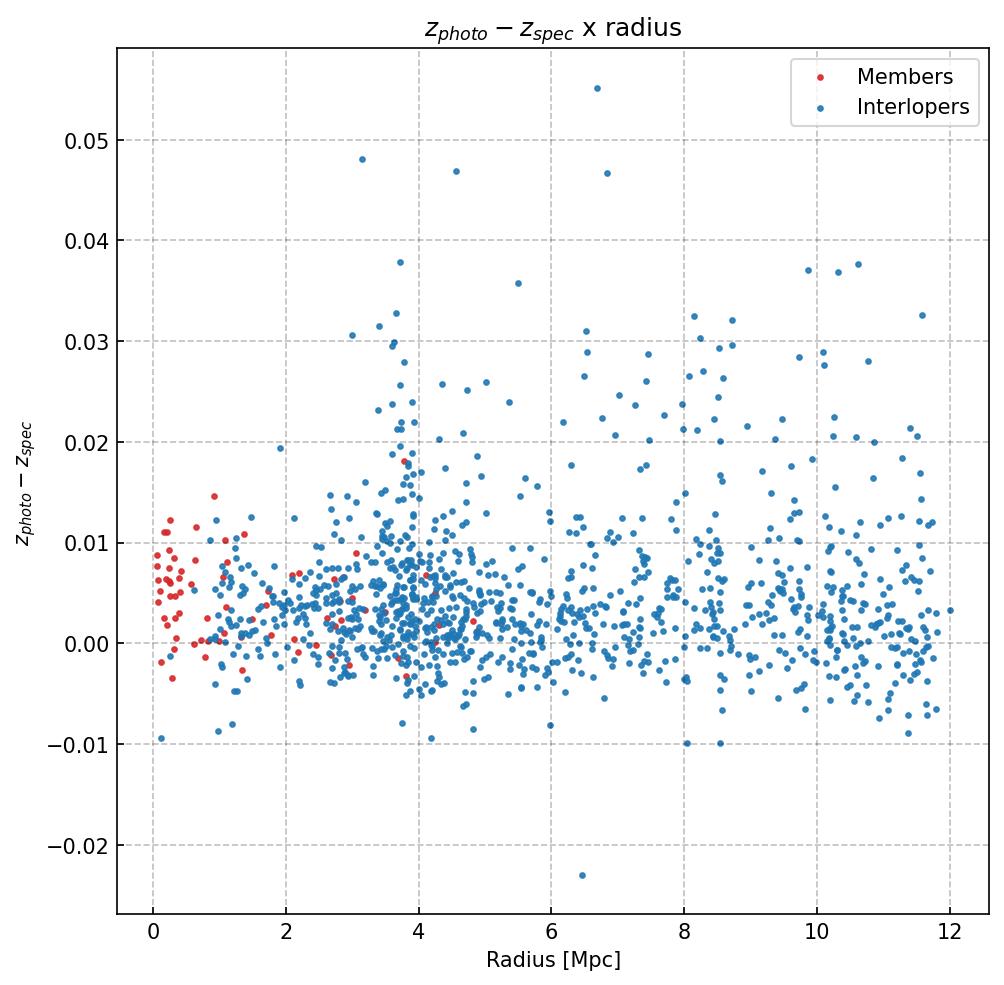 z_photo − z_spec x radius
Members
Interlopers
0.05
0.04
0.03
0.02
0.01
0.00
−0.01
−0.02
z_photo − z_spec
0 2 4 6 8 10 12
Radius [Mpc]